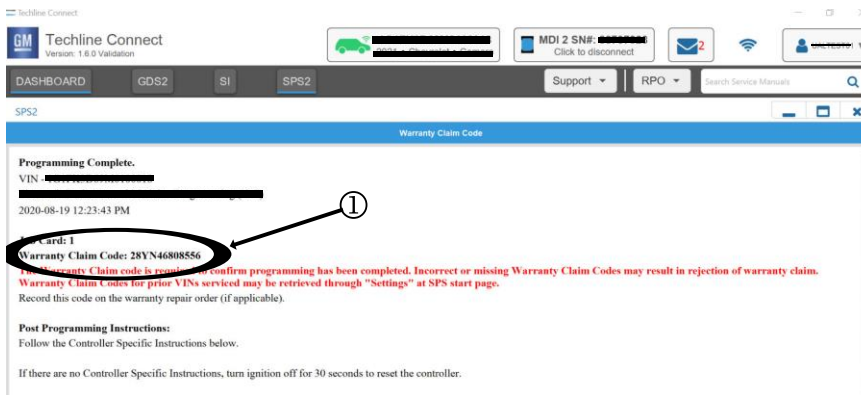 Techline Connect
GM Techline Connect
Version: 1.6.0 Validation
MDI 2 SN#:
Click to disconnect
2
DASHBOARD GDS2 SI SPS2 Support RPO Search Service Manuals
SPS2
Warranty Claim Code
Programming Complete.
VIN -
2020-08-19 12:23:43 PM
①
Card: 1
Warranty Claim Code: 28YN46808556
The Warranty Claim code is required to confirm programming has been completed. Incorrect or missing Warranty Claim Codes may result in rejection of warranty claim.
Warranty Claim Codes for prior VINs serviced may be retrieved through "Settings" at SPS start page.
Record this code on the warranty repair order (if applicable).
Post Programming Instructions:
Follow the Controller Specific Instructions below.
If there are no Controller Specific Instructions, turn ignition off for 30 seconds to reset the controller.